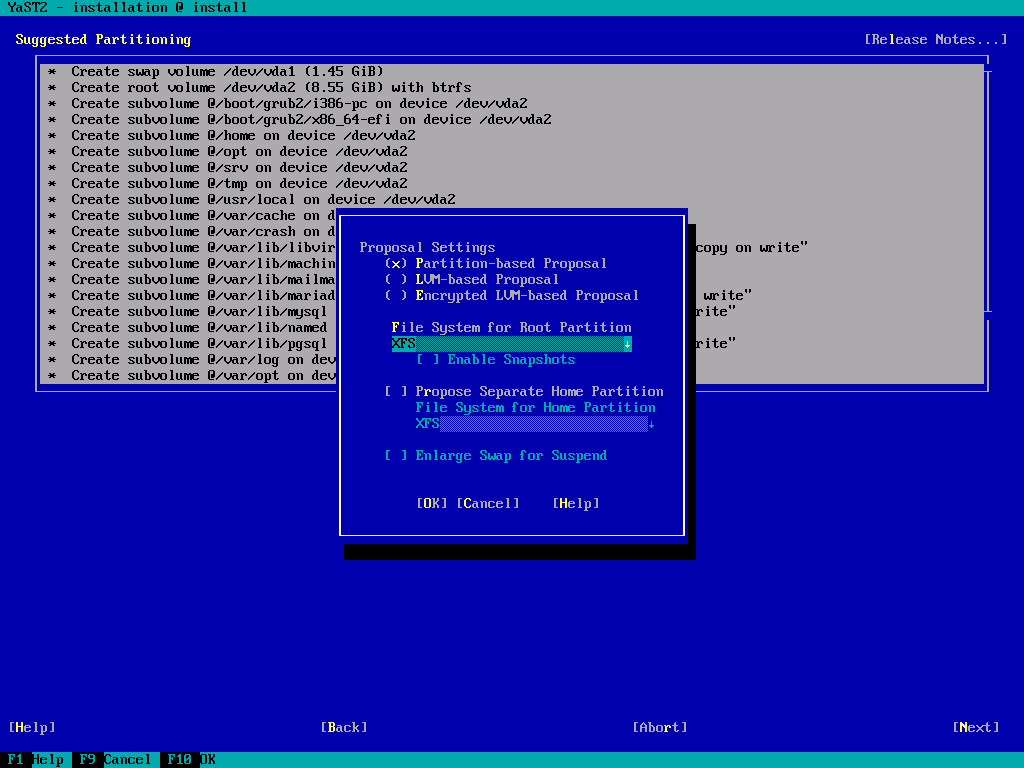 YaST2 - installation @ install
Suggested Partitioning [Release Notes...]
* Create swap volume /dev/vda1 (1.45 GiB)
* Create root volume /dev/vda2 (8.55 GiB) with btrfs
* Create subvolume @/boot/grub2/i386-pc on device /dev/vda2
* Create subvolume @/boot/grub2/x86_64-efi on device /dev/vda2
* Create subvolume @/home on device /dev/vda2
* Create subvolume @/opt on device /dev/vda2
* Create subvolume @/srv on device /dev/vda2
* Create subvolume @/tmp on device /dev/vda2
* Create subvolume @/usr/local on device /dev/vda2
* Create subvolume @/var/cache on d
* Create subvolume @/var/crash on d
* Create subvolume @/var/lib/libvir copy on write"
* Create subvolume @/var/lib/machin
* Create subvolume @/var/lib/mailma
* Create subvolume @/var/lib/mariad write"
* Create subvolume @/var/lib/mysql rite"
* Create subvolume @/var/lib/named
* Create subvolume @/var/lib/pgsql rite"
* Create subvolume @/var/log on dev
* Create subvolume @/var/opt on dev
Proposal Settings
(x) Partition-based Proposal
( ) LVM-based Proposal
( ) Encrypted LVM-based Proposal
File System for Root Partition
XFS↓
[ ] Enable Snapshots
[ ] Propose Separate Home Partition
File System for Home Partition
XFS↓
[ ] Enlarge Swap for Suspend
[OK] [Cancel] [Help]
[Help] [Back] [Abort] [Next]
F1 Help F9 Cancel F10 OK